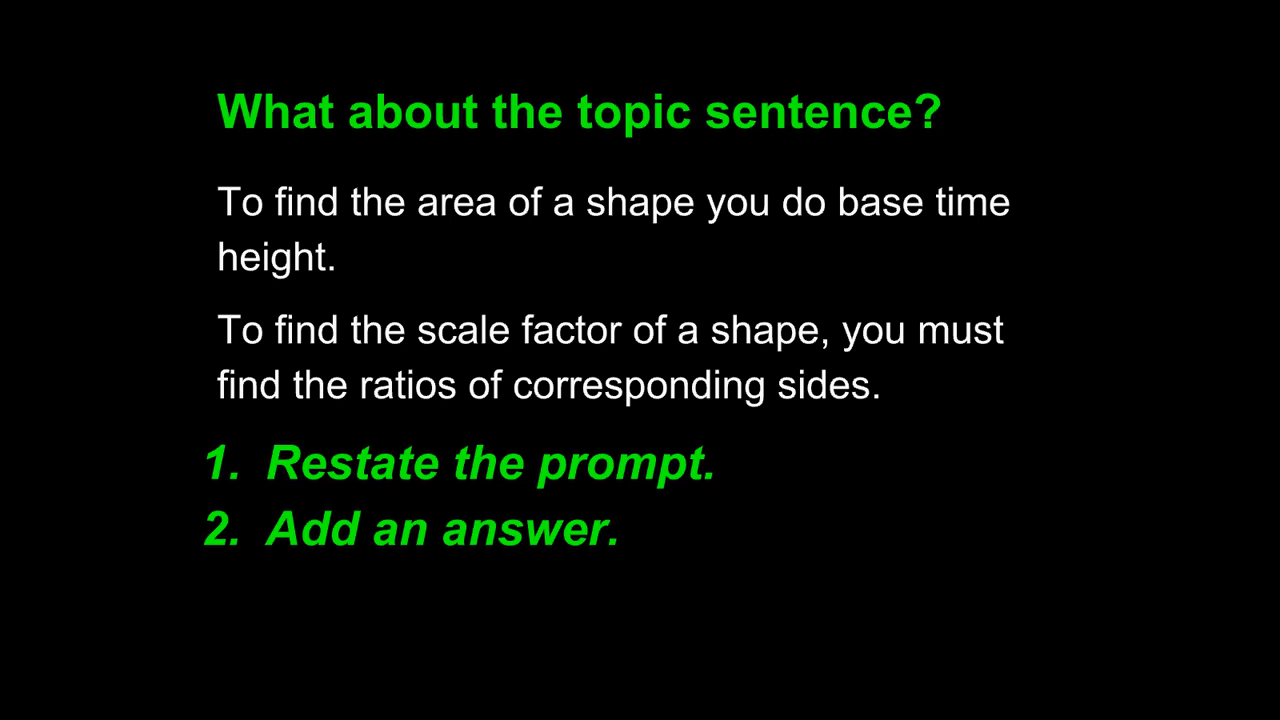 What about the topic sentence?
To find the area of a shape you do base time
height.
To find the scale factor of a shape, you must
find the ratios of corresponding sides.
1. Restate the prompt.
2. Add an answer.